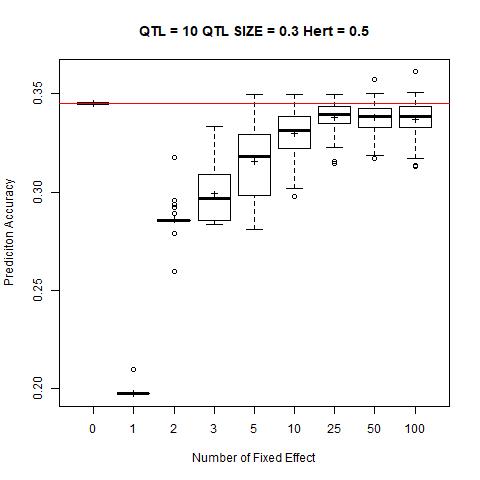 QTL = 10 QTL SIZE = 0.3 Hert = 0.5
Prediciton Accuracy
0.35
0.30
0.25
0.20
0 1 2 3 5 10 25 50 100
Number of Fixed Effect